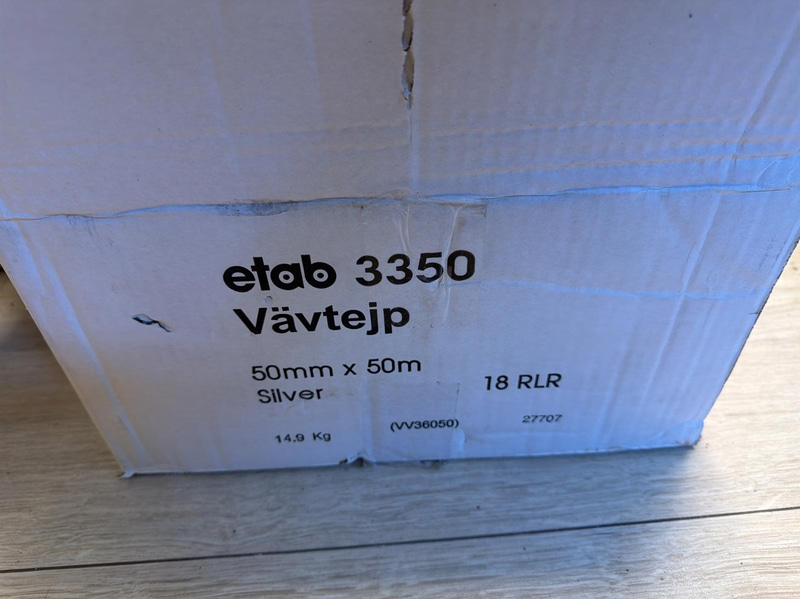 etab 3350
Vävtejp
50mm x 50m
Silver
18 RLR
14,9 Kg
(VV36050)
27707